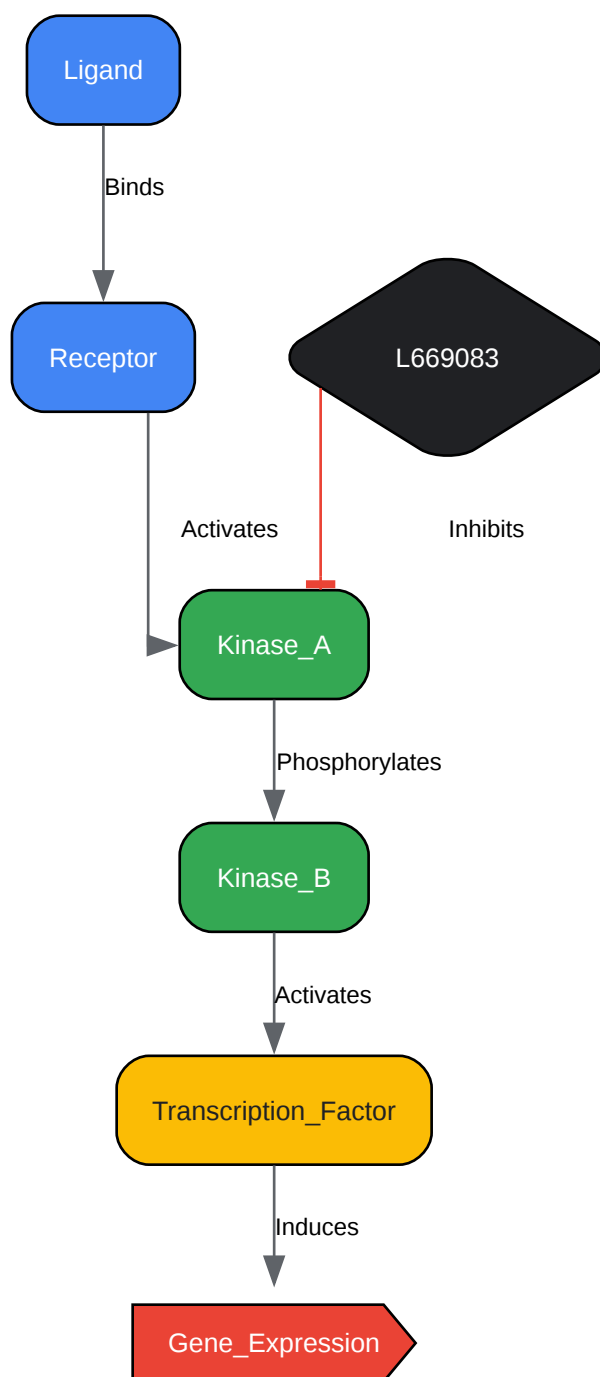 Ligand
Binds
Receptor
L669083
Activates
Inhibits
Kinase_A
Phosphorylates
Kinase_B
Activates
Transcription_Factor
Induces
Gene_Expression